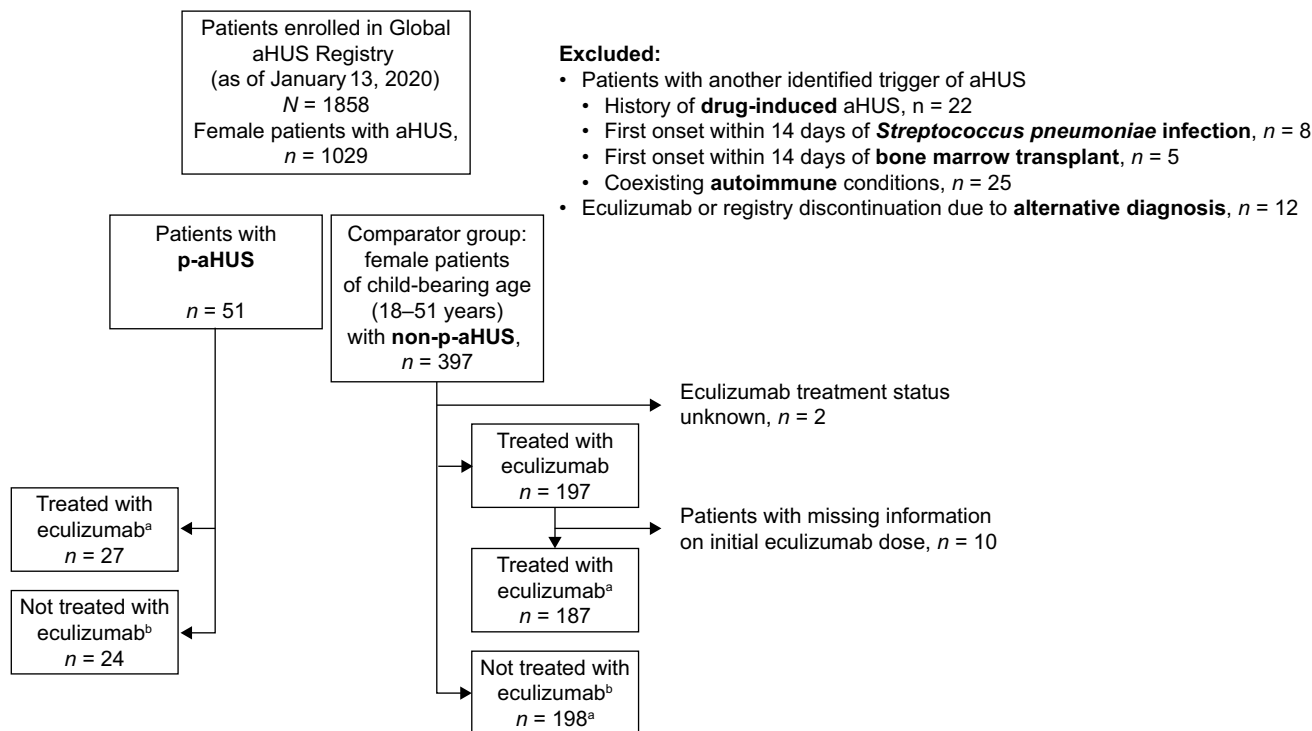 Patients enrolled in Global
aHUS Registry
(as of January 13, 2020)
N = 1858
Female patients with aHUS,
n = 1029
Excluded:
• Patients with another identified trigger of aHUS
• History of drug-induced aHUS, n = 22
• First onset within 14 days of Streptococcus pneumoniae infection, n = 8
• First onset within 14 days of bone marrow transplant, n = 5
• Coexisting autoimmune conditions, n = 25
• Eculizumab or registry discontinuation due to alternative diagnosis, n = 12
Patients with
p-aHUS
n = 51
Comparator group:
female patients
of child-bearing age
(18–51 years)
with non-p-aHUS,
n = 397
Eculizumab treatment status
unknown, n = 2
Treated with
eculizumab
n = 197
Treated with
eculizumabᵃ
n = 27
Patients with missing information
on initial eculizumab dose, n = 10
Treated with
eculizumabᵃ
n = 187
Not treated with
eculizumabᵇ
n = 24
Not treated with
eculizumabᵇ
n = 198ᵃ